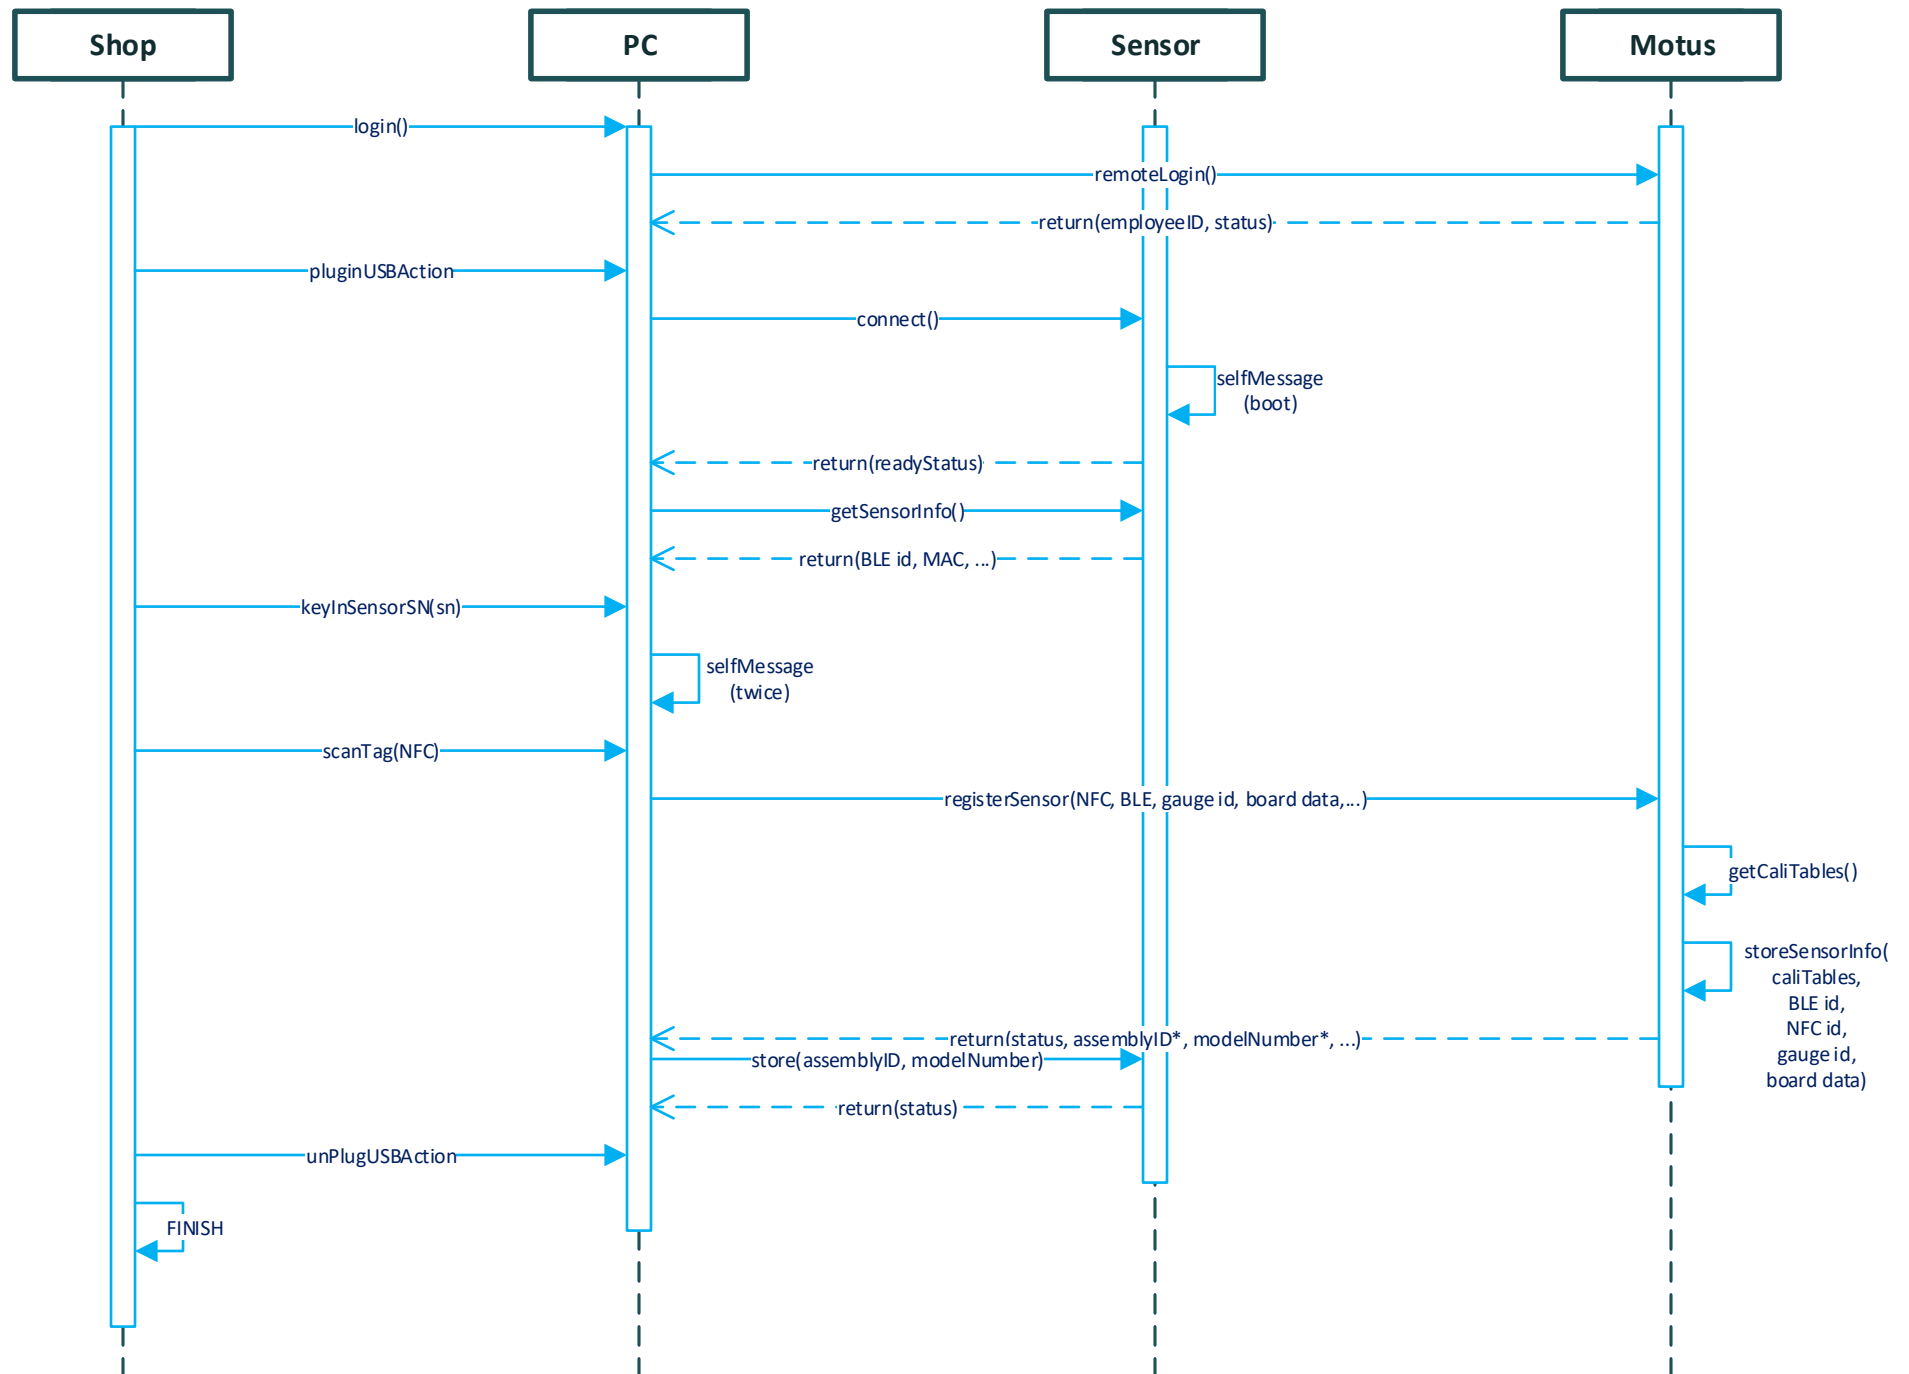 Shop
PC
Sensor
Motus
login()
remoteLogin()
return(employeeID, status)
pluginUSBAction
connect()
selfMessage
(boot)
return(readyStatus)
getSensorInfo()
return(BLE id, MAC, ...)
keyInSensorSN(sn)
selfMessage
(twice)
scanTag(NFC)
registerSensor(NFC, BLE, gauge id, board data,...)
getCaliTables()
storeSensorInfo(
caliTables,
BLE id,
NFC id,
gauge id,
board data)
return(status, assemblyID*, modelNumber*, ...)
store(assemblyID, modelNumber)
return(status)
unPlugUSBAction
FINISH